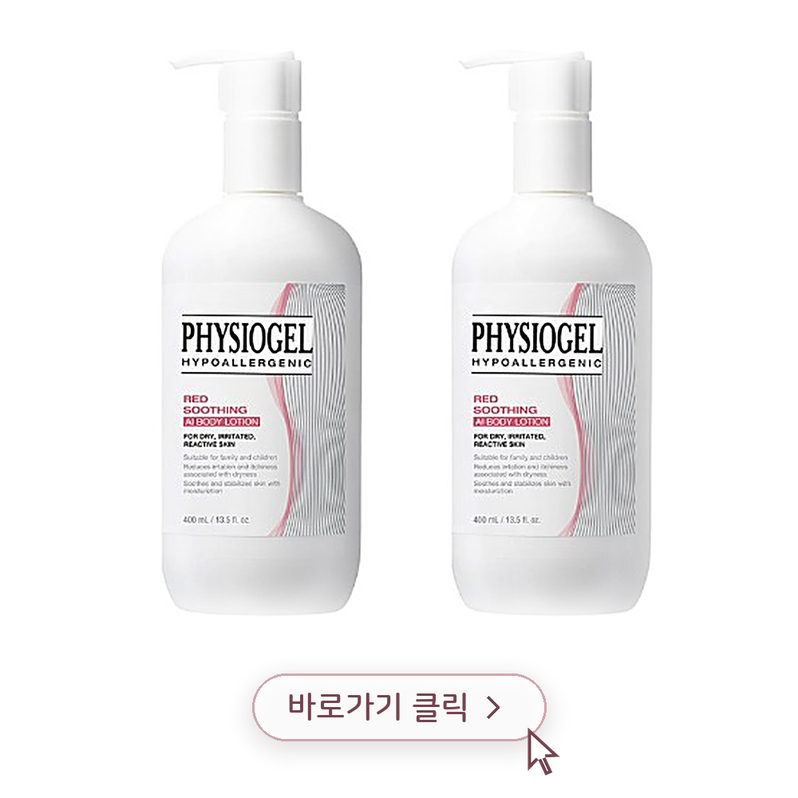 PHYSIOGEL
HYPOALLERGENIC
RED
SOOTHING
AI BODY LOTION
FOR DRY, IRRITATED,
REACTIVE SKIN
Suitable for family and children
Reduces irritation and itchiness
associated with dryness
Soothes and stabilizes skin with
moisturization
400 mL / 13.5 fl. oz.
PHYSIOGEL
HYPOALLERGENIC
RED
SOOTHING
AI BODY LOTION
FOR DRY, IRRITATED,
REACTIVE SKIN
Suitable for family and children
Reduces irritation and itchiness
associated with dryness
Soothes and stabilizes skin with
moisturization
400 mL / 13.5 fl. oz.
바로가기 클릭 >